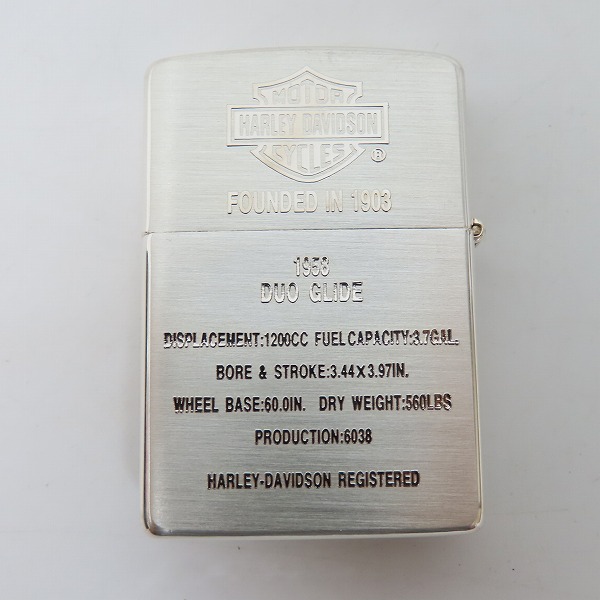 MOTOR
HARLEY DAVIDSON
CYCLES
®
FOUNDED IN 1903
1958
DUO GLIDE
DISPLACEMENT:1200CC FUEL CAPACITY:3.7GAL.
BORE & STROKE:3.44×3.97IN.
WHEEL BASE:60.0IN. DRY WEIGHT:560LBS
PRODUCTION:6038
HARLEY-DAVIDSON REGISTERED